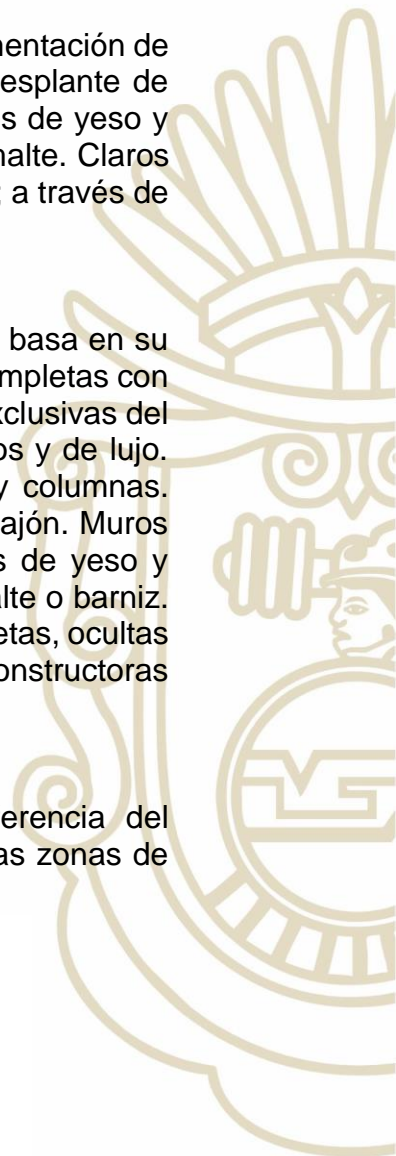 mentación de
esplante de
s de yeso y
nalte. Claros
; a través de
basa en su
mpletas con
xclusivas del
os y de lujo.
y columnas.
ajón. Muros
s de yeso y
alte o barniz.
etas, ocultas
onstructoras
erencia del
as zonas de